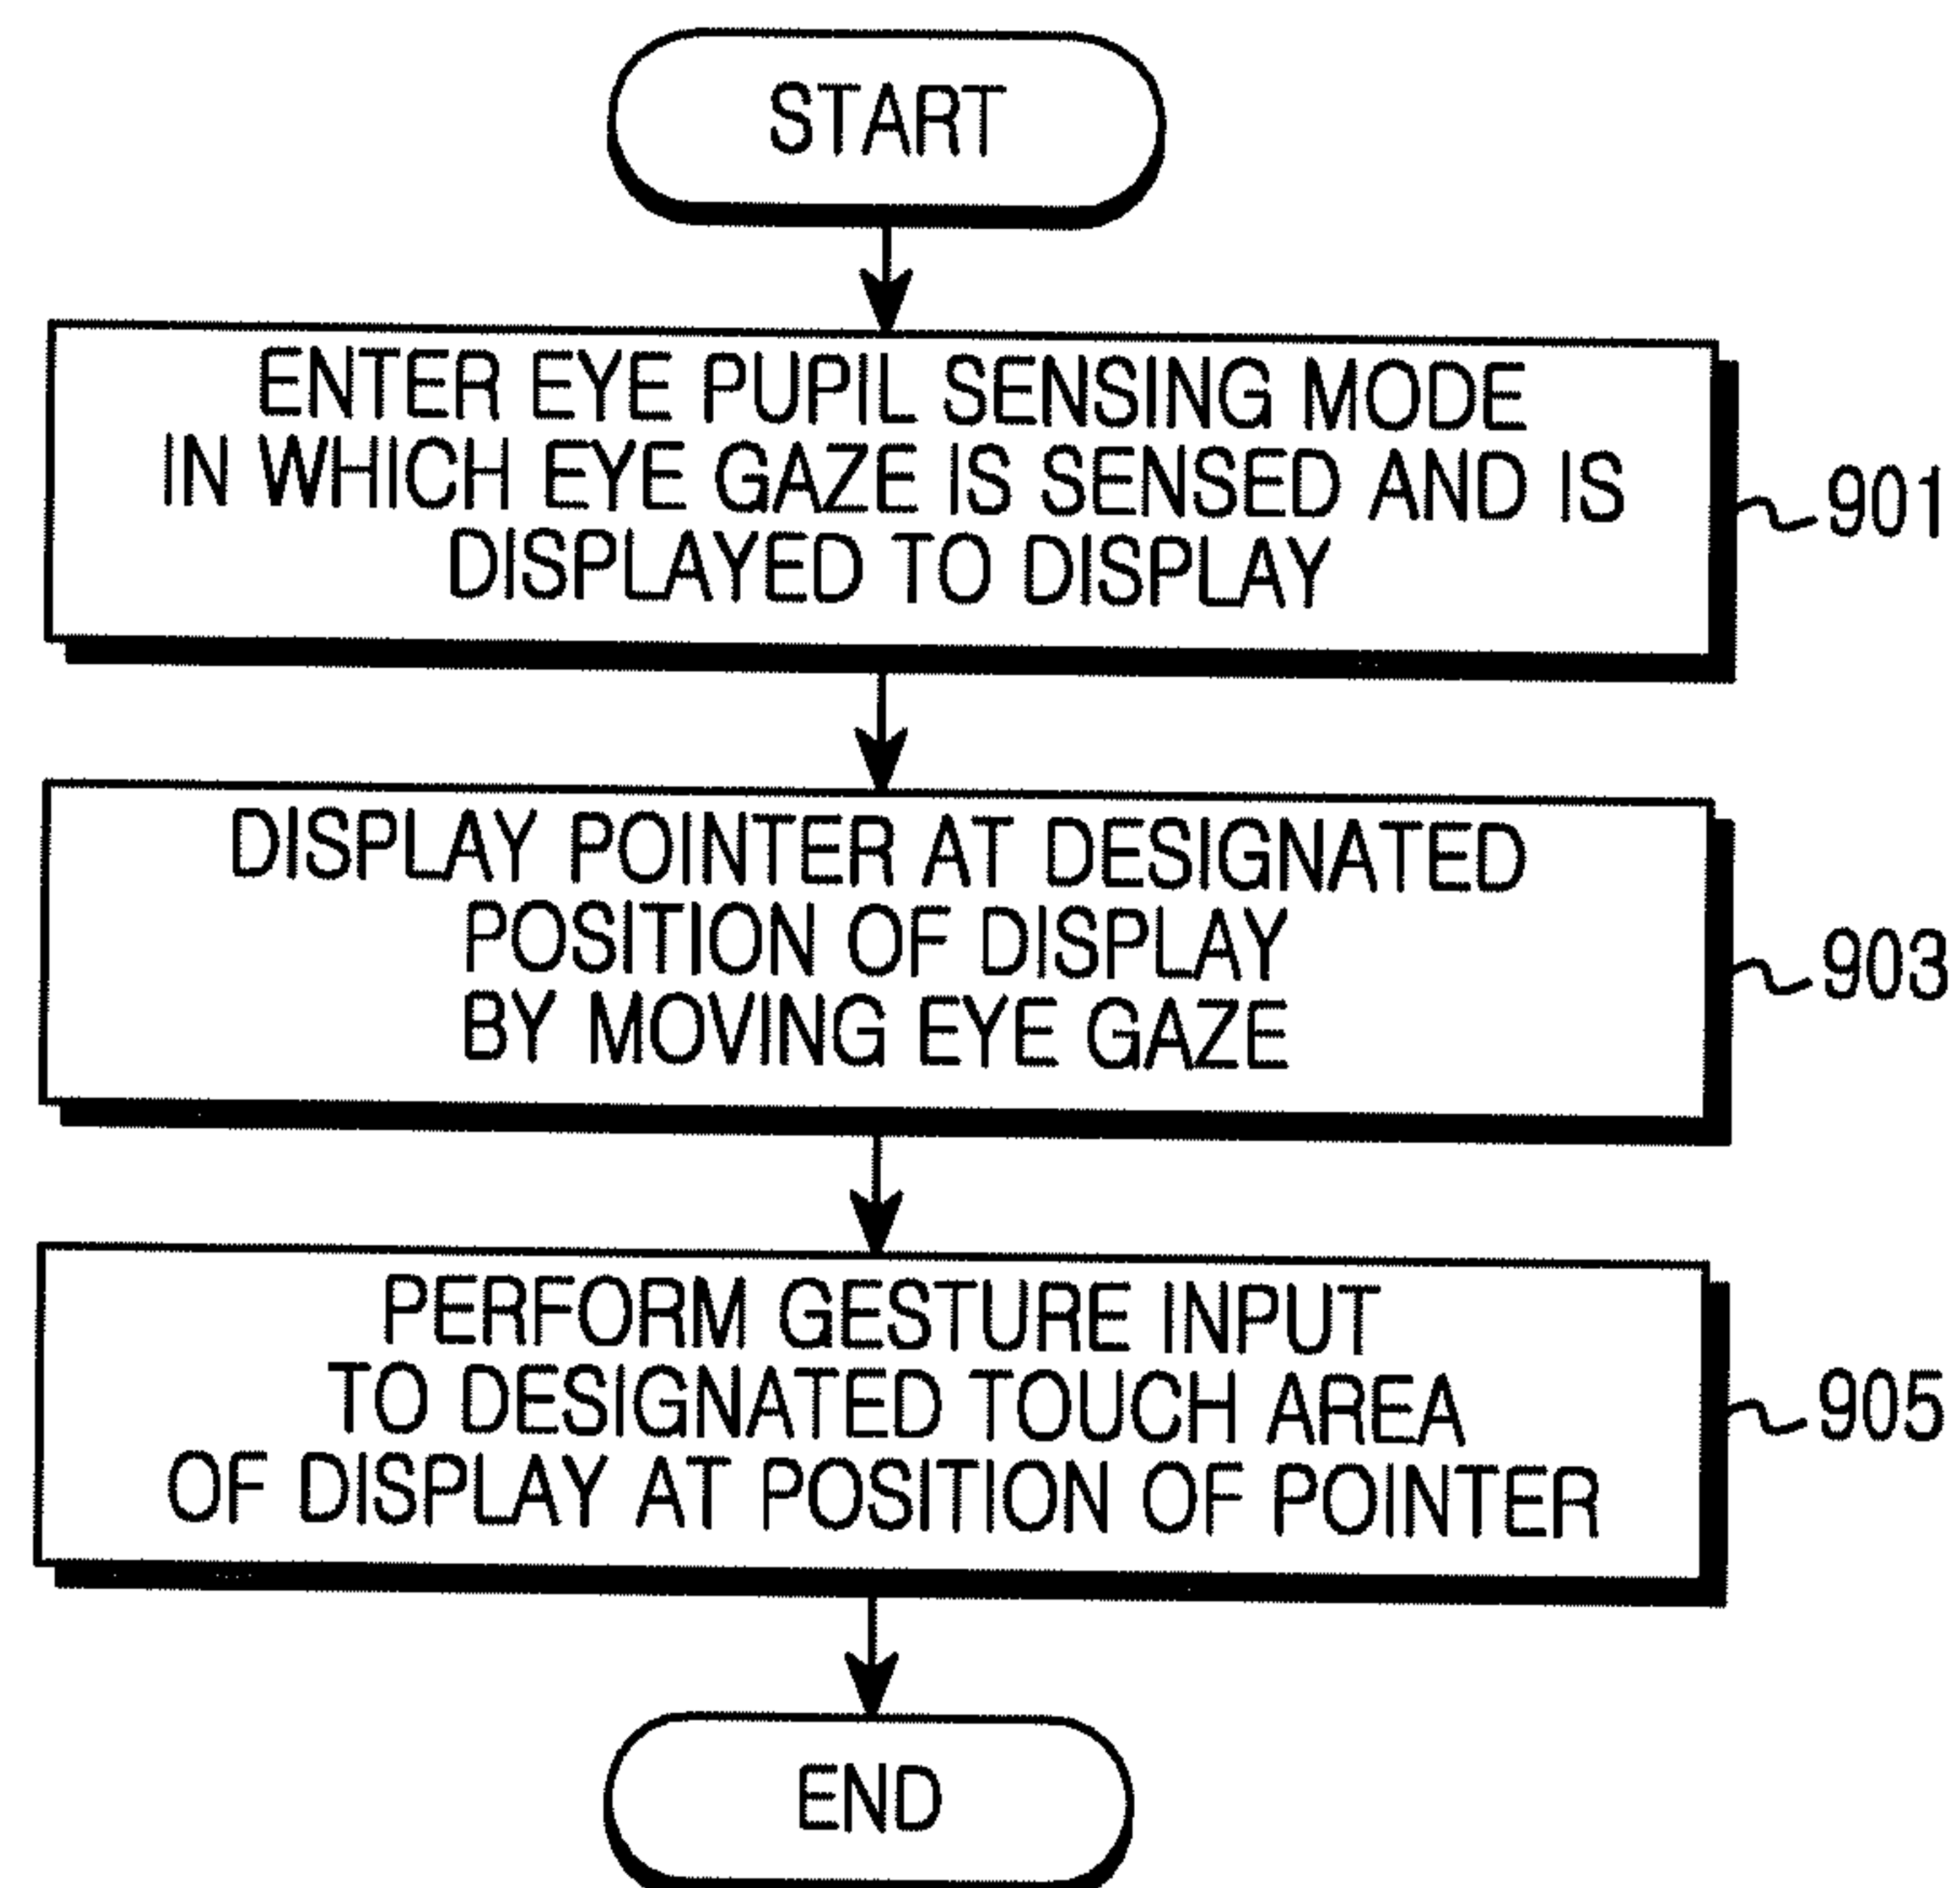 START
ENTER EYE PUPIL SENSING MODE
IN WHICH EYE GAZE IS SENSED AND IS
DISPLAYED TO DISPLAY
901
DISPLAY POINTER AT DESIGNATED
POSITION OF DISPLAY
BY MOVING EYE GAZE
903
PERFORM GESTURE INPUT
TO DESIGNATED TOUCH AREA
OF DISPLAY AT POSITION OF POINTER
905
END